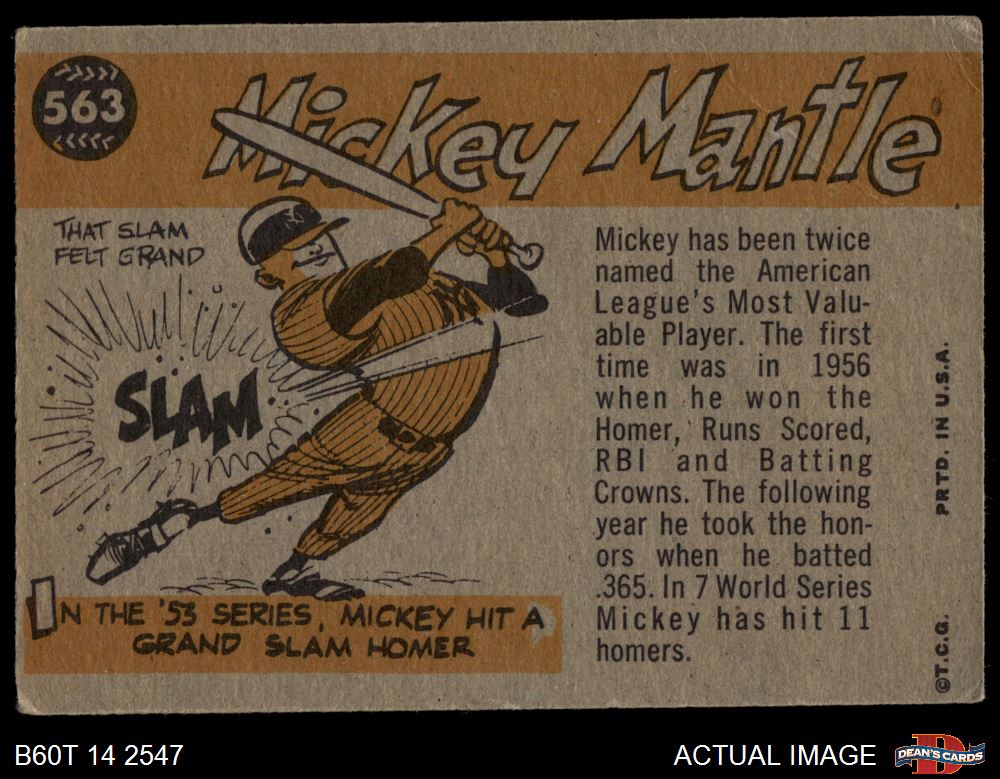 563
Mickey Mantle
THAT SLAM
FELT GRAND
SLAM
NY
IN THE '53 SERIES, MICKEY HIT A
GRAND SLAM HOMER
Mickey has been twice
named the American
League's Most Valu-
able Player. The first
time was in 1956
when he won the
Homer, Runs Scored,
RBI and Batting
Crowns. The following
year he took the hon-
ors when he batted
.365. In 7 World Series
Mickey has hit 11
homers.
PRTD. IN U.S.A.
©T.C.G.
B60T 14 2547
ACTUAL IMAGE
D
DEAN'S CARDS